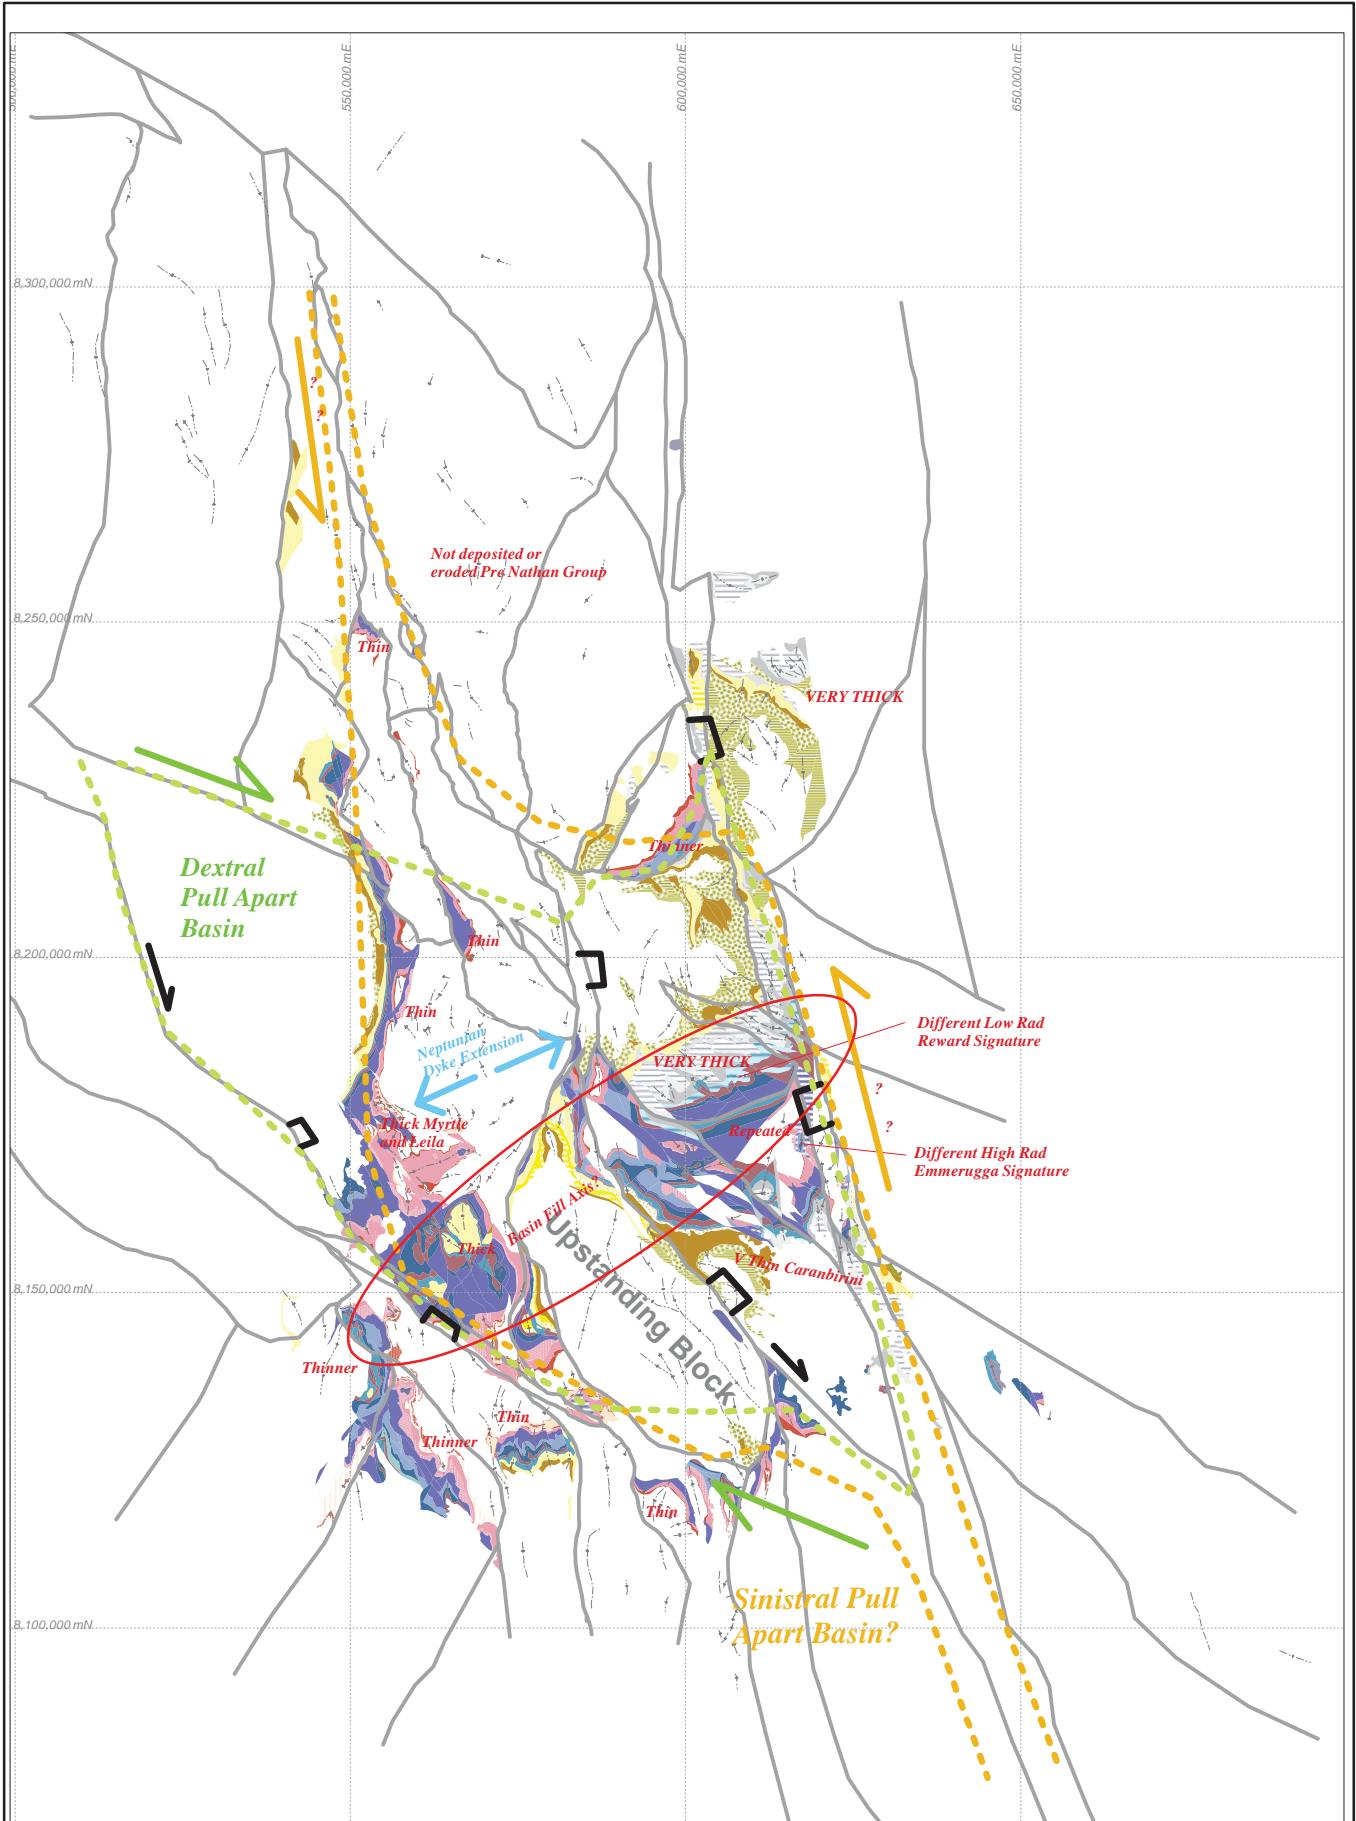 500,000 mE
550,000 mE
600,000 mE
650,000 mE
8,300,000 mN
?
?
Not deposited or
eroded Pre Nathan Group
8,250,000 mN
Thin
VERY THICK
Dextral
Pull Apart
Basin
Thinner
Thin
8,200,000 mN
Thin
Neptunian
Dyke Extension
Different Low Rad
Reward Signature
VERY THICK
?
Thick Myrtle
and Leila
Repeated
?
Different High Rad
Emmerugga Signature
Basin Fill Axis?
Thick
Upstanding Block
V Thin Caranbirini
8,150,000 mN
Thinner
Thin
Thinner
Thin
Sinistral Pull
Apart Basin?
8,100,000 mN